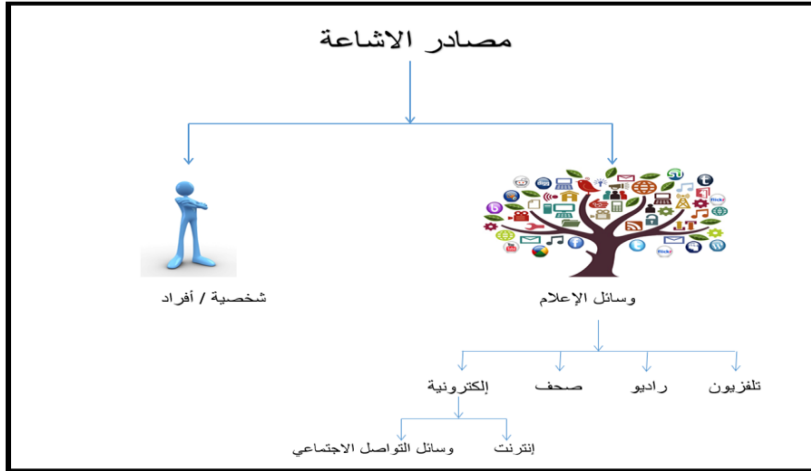 مصادر الاشاعة
وسائل الإعلام
شخصية / أفراد
تلفزيون
راديو
صحف
إلكترونية
إنترنت
وسائل التواصل الاجتماعي